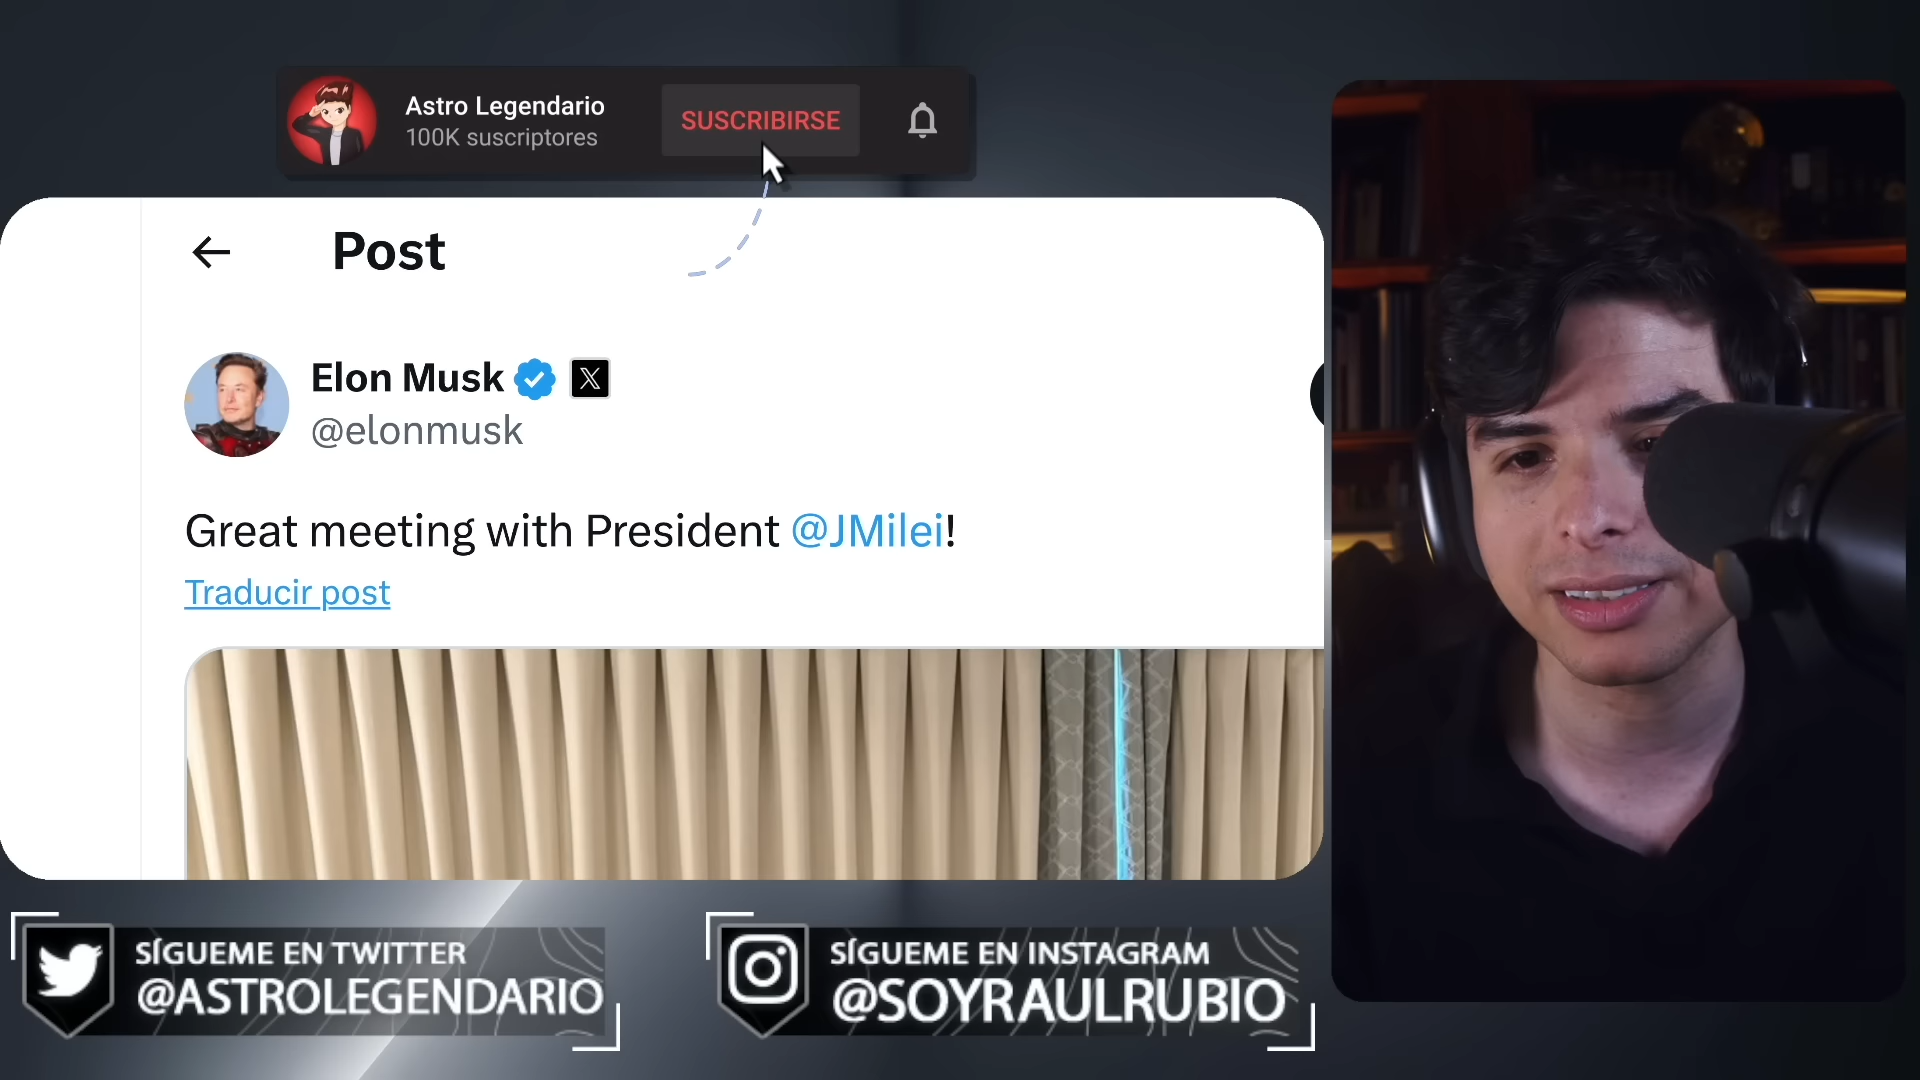 Astro Legendario
100K suscriptores
SUSCRIBIRSE
Post
Elon Musk
@elonmusk
Great meeting with President @JMilei!
Traducir post
SÍGUEME EN TWITTER
@ASTROLEGENDARIO
SÍGUEME EN INSTAGRAM
@SOYRAULRUBIO